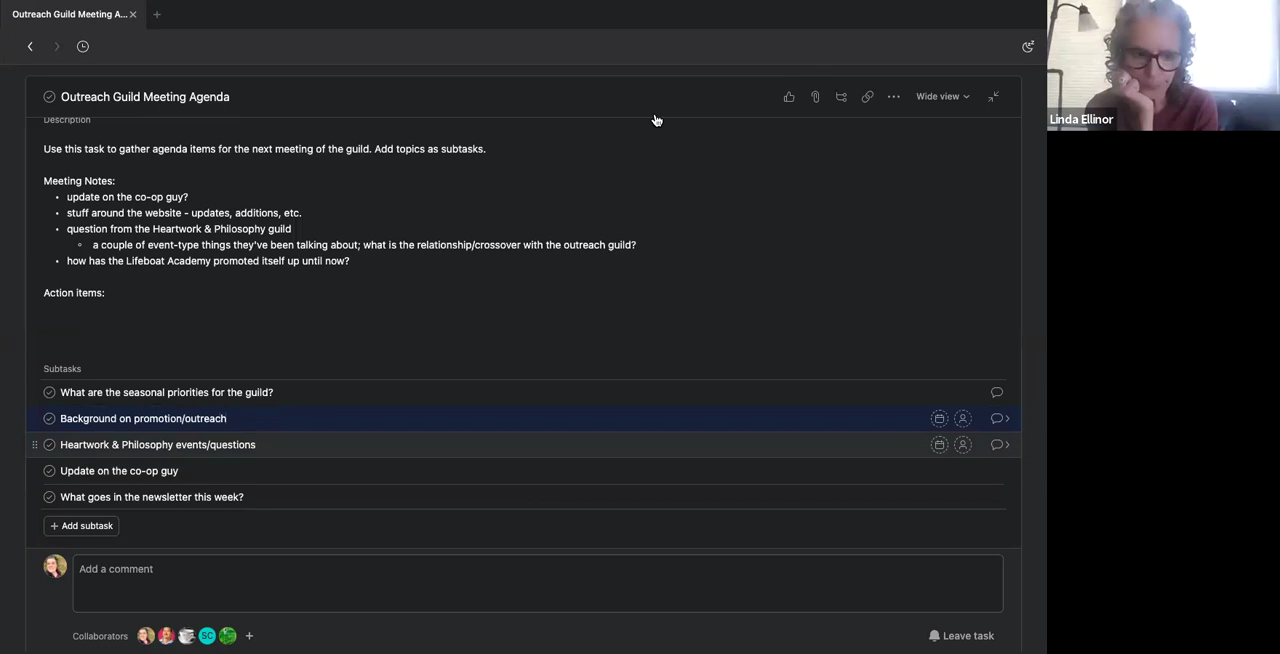 Outreach Guild Meeting A...
Outreach Guild Meeting Agenda
Wide view
Linda Ellinor
Description
Use this task to gather agenda items for the next meeting of the guild. Add topics as subtasks.
Meeting Notes:
update on the co-op guy?
stuff around the website - updates, additions, etc.
question from the Heartwork & Philosophy guild
a couple of event-type things they've been talking about; what is the relationship/crossover with the outreach guild?
how has the Lifeboat Academy promoted itself up until now?
Action items:
Subtasks
What are the seasonal priorities for the guild?
Background on promotion/outreach
Heartwork & Philosophy events/questions
Update on the co-op guy
What goes in the newsletter this week?
+ Add subtask
Add a comment
Collaborators
SC
Leave task